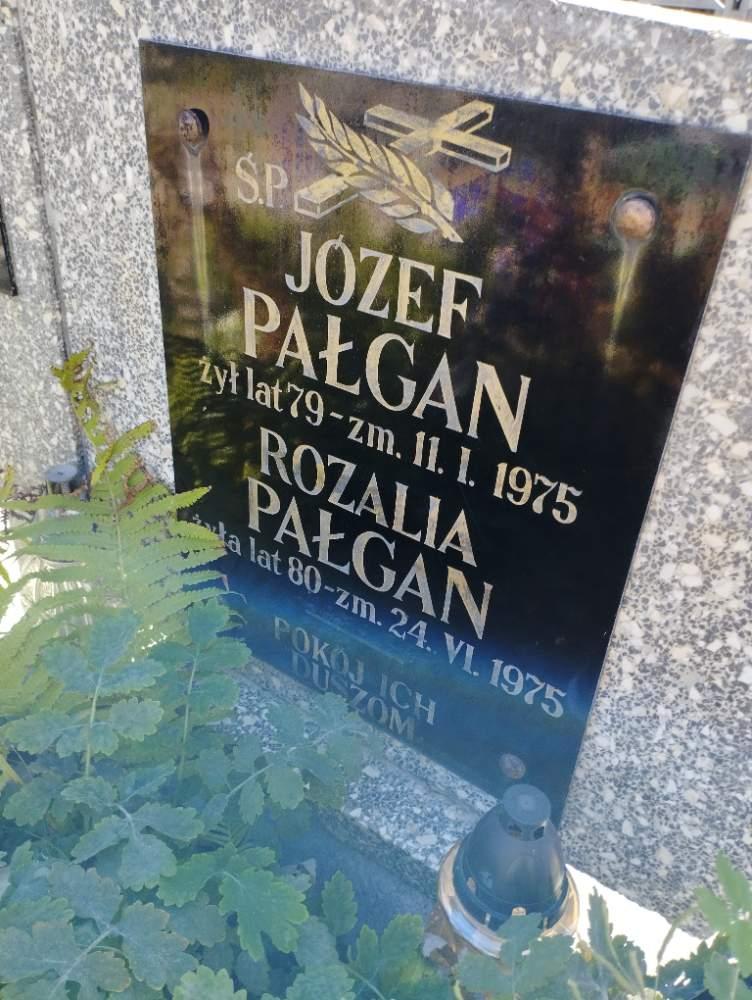 Ś.P.
JÓZEF
PAŁGAN
żył lat 79 - zm. 11. I. 1975
ROZALIA
PAŁGAN
żyła lat 80 - zm. 24. VI. 1975
POKÓJ ICH
DUSZOM